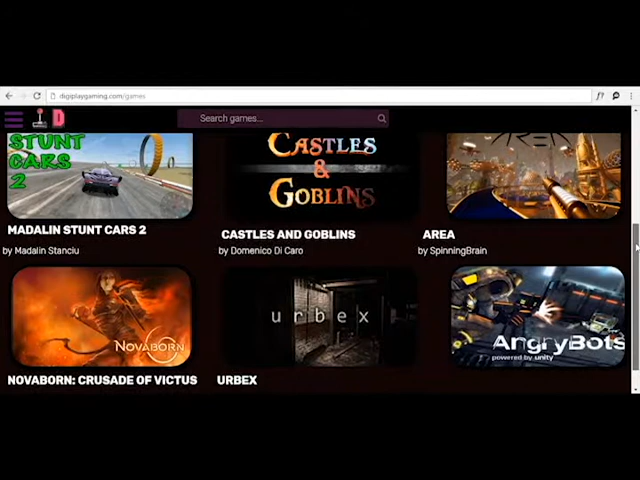 digiplaygaming.com/games
f?
D
Search games...
STUNT
CARS
2
CASTLES
&
GOBLINS
AREA
MADALIN STUNT CARS 2
CASTLES AND GOBLINS
AREA
by Madalin Stanciu
by Domenico Di Caro
by SpinningBrain
NOVABORN
urbex
AngryBots
powered by unity
NOVABORN: CRUSADE OF VICTUS
URBEX